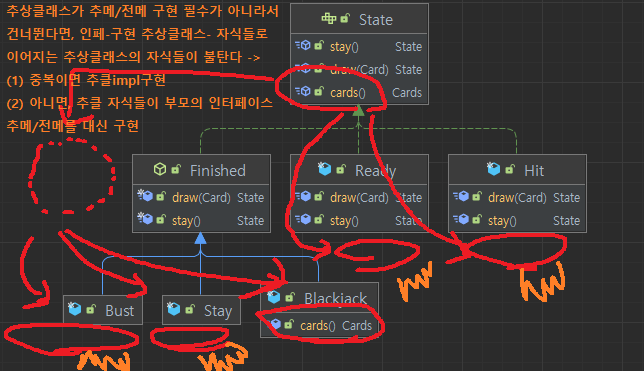 추상클래스가 추메/전메 구현 필수가 아니라서
건너뛴다면, 인페-구현 추상클래스- 자식들로
이어지는 추상클래스의 자식들이 불탄다 ->
(1) 중복이면 추클impl구현
(2) 아니면, 추클 자식들이 부모의 인터페이스
추메/전메를 대신 구현
State
stay() State
draw(Card) State
cards() Cards
Finished
draw(Card) State
stay() State
Ready
draw(Card) State
stay() State
Hit
draw(Card) State
stay() State
Bust
Stay
Blackjack
cards() Cards